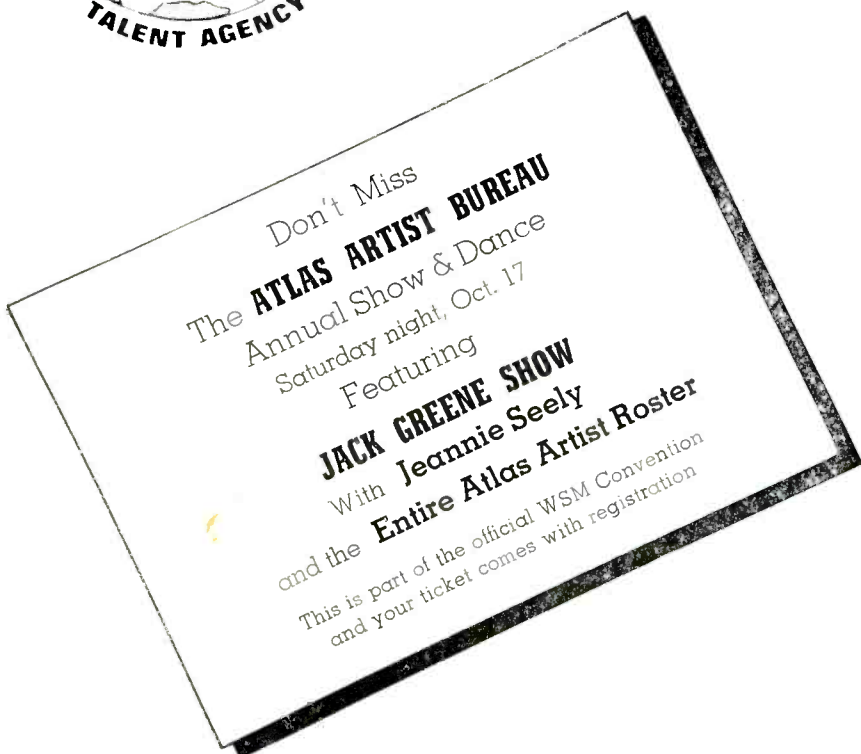 TALENT AGENCY
Don't Miss
The ATLAS ARTIST BUREAU
Annual Show & Dance
Saturday night, Oct. 17
Featuring
JACK GREENE SHOW
With Jeannie Seely
and the Entire Atlas Artist Roster
This is part of the official WSM Convention
and your ticket comes with registration